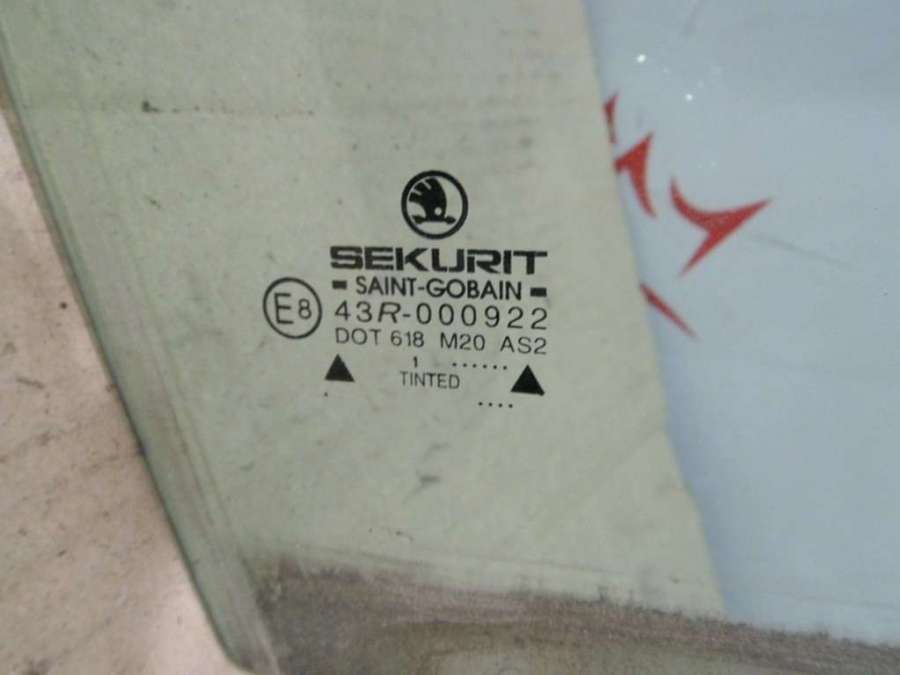 SEKURIT
SAINT-GOBAIN
E8 43R-000922
DOT 618 M20 AS2
1 ......
TINTED
....